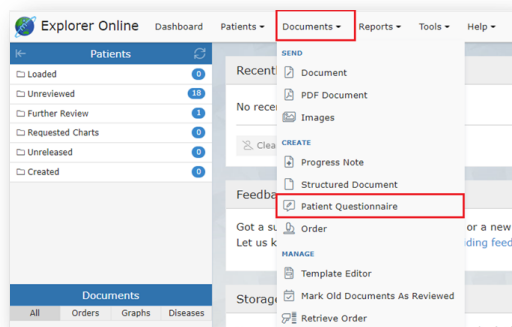 Explorer Online Dashboard Patients Documents Reports Tools Help
Patients
Loaded 0
Unreviewed 18
Further Review 1
Requested Charts 0
Unreleased 0
Created 0
Documents
All Orders Graphs Diseases
SEND
Document
PDF Document
Images
CREATE
Progress Note
Structured Document
Patient Questionnaire
Order
MANAGE
Template Editor
Mark Old Documents As Reviewed
Retrieve Order
Recent
No rece
Clea
Feedba
Got a su or a new
Let us k ding feed
Storag